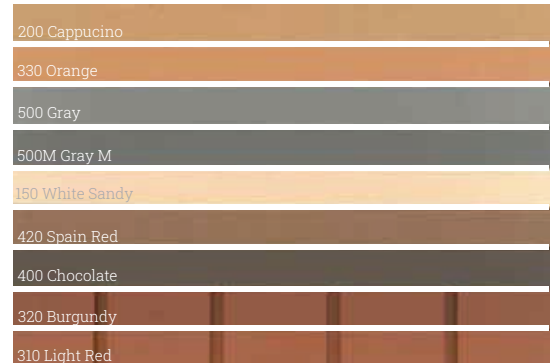 200 Cappucino
330 Orange
500 Gray
500M Gray M
150 White Sandy
420 Spain Red
400 Chocolate
320 Burgundy
310 Light Red